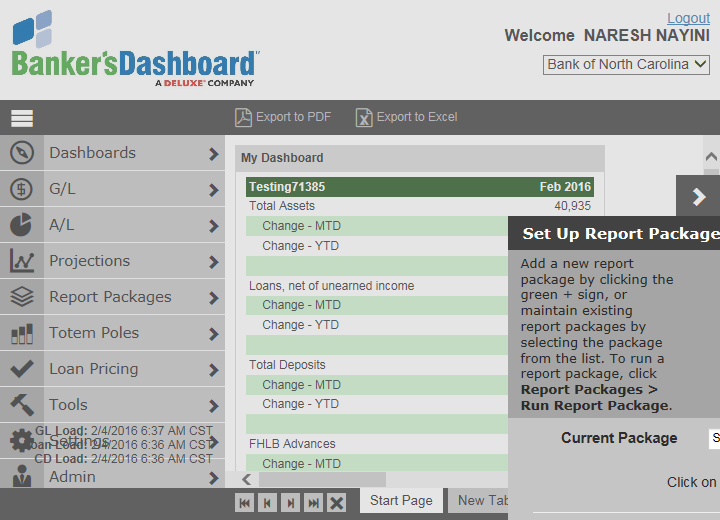 Logout
Welcome NARESH NAYINI
Banker'sDashboard™
A DELUXE® COMPANY
Bank of North Carolina
Export to PDF
Export to Excel
Dashboards
G/L
A/L
Projections
Report Packages
Totem Poles
Loan Pricing
Tools
Settings
GL Load: 2/4/2016 6:37 AM CST
oan Load: 2/4/2016 6:36 AM CST
CD Load: 2/4/2016 6:36 AM CST
Admin
My Dashboard
Testing71385 Feb 2016
Total Assets 40,935
Change - MTD
Change - YTD
Loans, net of unearned income
Change - MTD
Change - YTD
Total Deposits
Change - MTD
Change - YTD
FHLB Advances
Change - MTD
Set Up Report Package
Add a new report
package by clicking the
green + sign, or
maintain existing
report packages by
selecting the package
from the list. To run a
report package, click
Report Packages >
Run Report Package.
Current Package S
Click on
Start Page
New Tab